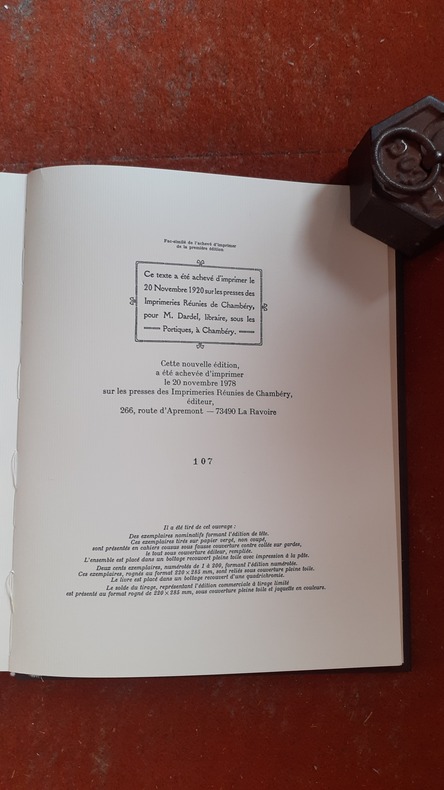 Fac-similé de l'achevé d'imprimer
de la première édition
Ce texte a été achevé d'imprimer le
20 Novembre 1920 sur les presses des
Imprimeries Réunies de Chambéry,
pour M. Dardel, libraire, sous les
Portiques, à Chambéry.
Cette nouvelle édition,
a été achevée d'imprimer
le 20 novembre 1978
sur les presses des Imprimeries Réunies de Chambéry,
éditeur,
266, route d'Apremont — 73490 La Ravoire
107
Il a été tiré de cet ouvrage :
Des exemplaires nominatifs formant l'édition de tête.
Ces exemplaires tirés sur papier vergé, non coupé,
sont présentés en cahiers cousus sous fausse couverture contre collés sur gardes,
le tout sous couverture éditeur, rempliée.
L'ensemble est placé dans un boîtage recouvert pleine toile avec impression à la pâte.
Deux cents exemplaires, numérotés de 1 à 200, formant l'édition numérotée.
Ces exemplaires, rognés au format 220 × 285 mm, sont reliés sous couverture pleine toile.
Le livre est placé dans un boîtage recouvert d'une quadrichromie.
Le solde du tirage, représentant l'édition commerciale à tirage limité
est présenté au format rogné de 220 × 285 mm, sous couverture pleine toile et jaquette en couleurs.